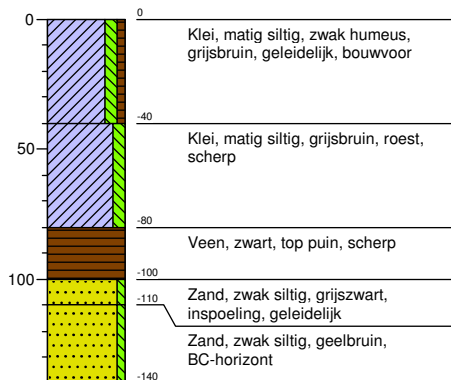 0
0
Klei, matig siltig, zwak humeus,
grijsbruin, geleidelijk, bouwvoor
-40
Klei, matig siltig, grijsbruin, roest,
scherp
50
-80
Veen, zwart, top puin, scherp
100
-100
Zand, zwak siltig, grijszwart,
inspoeling, geleidelijk
-110
Zand, zwak siltig, geelbruin,
BC-horizont
-140